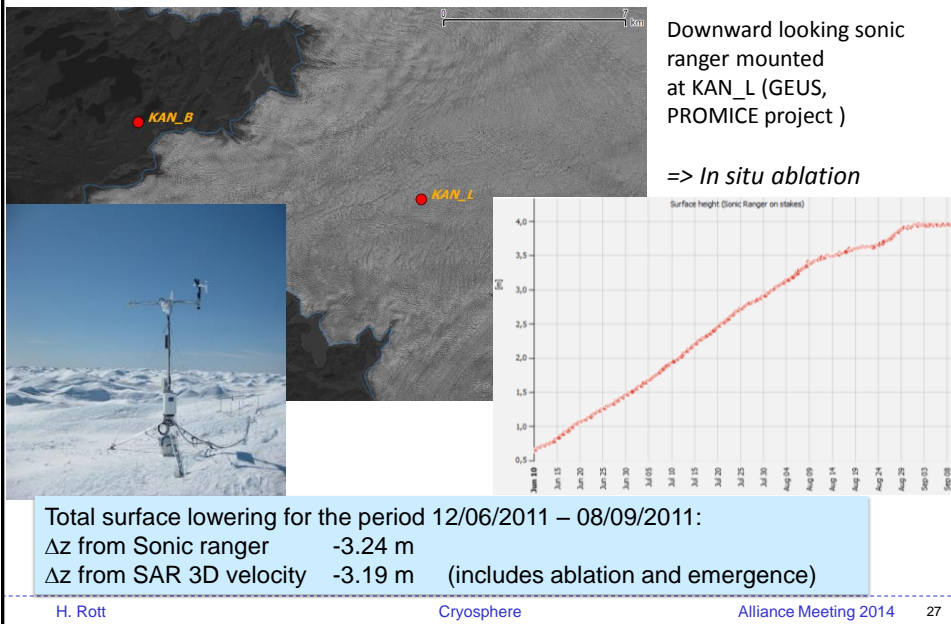 0 7
km
KAN_B
KAN_L
Downward looking sonic
ranger mounted
at KAN_L (GEUS,
PROMICE project )
=> In situ ablation
Surface height (Sonic Ranger on stakes)
[m]
4,0
3,5
3,0
2,5
2,0
1,5
1,0
0,5
Jun 10 Jun 15 Jun 20 Jun 25 Jun 30 Jul 05 Jul 10 Jul 15 Jul 20 Jul 25 Jul 30 Aug 04 Aug 09 Aug 14 Aug 19 Aug 24 Aug 29 Sep 03 Sep 08
Total surface lowering for the period 12/06/2011 – 08/09/2011:
Δz from Sonic ranger -3.24 m
Δz from SAR 3D velocity -3.19 m (includes ablation and emergence)
H. Rott Cryosphere Alliance Meeting 2014 27